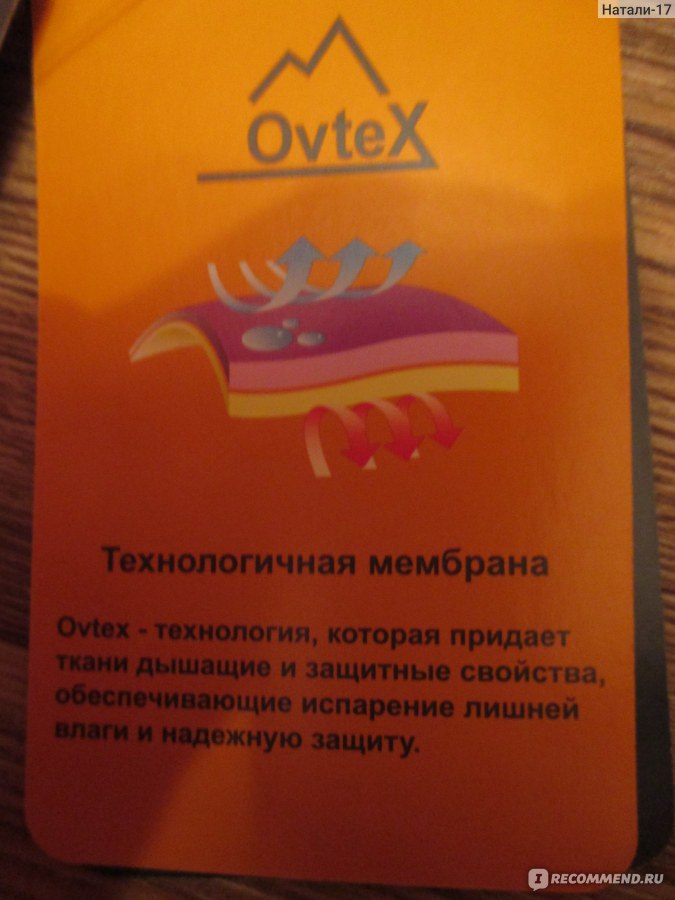 Натали-17
OvteX
Технологичная мембрана
Ovtex - технология, которая придает
ткани дышащие и защитные свойства,
обеспечивающие испарение лишней
влаги и надежную защиту.
IRECOMMEND.RU